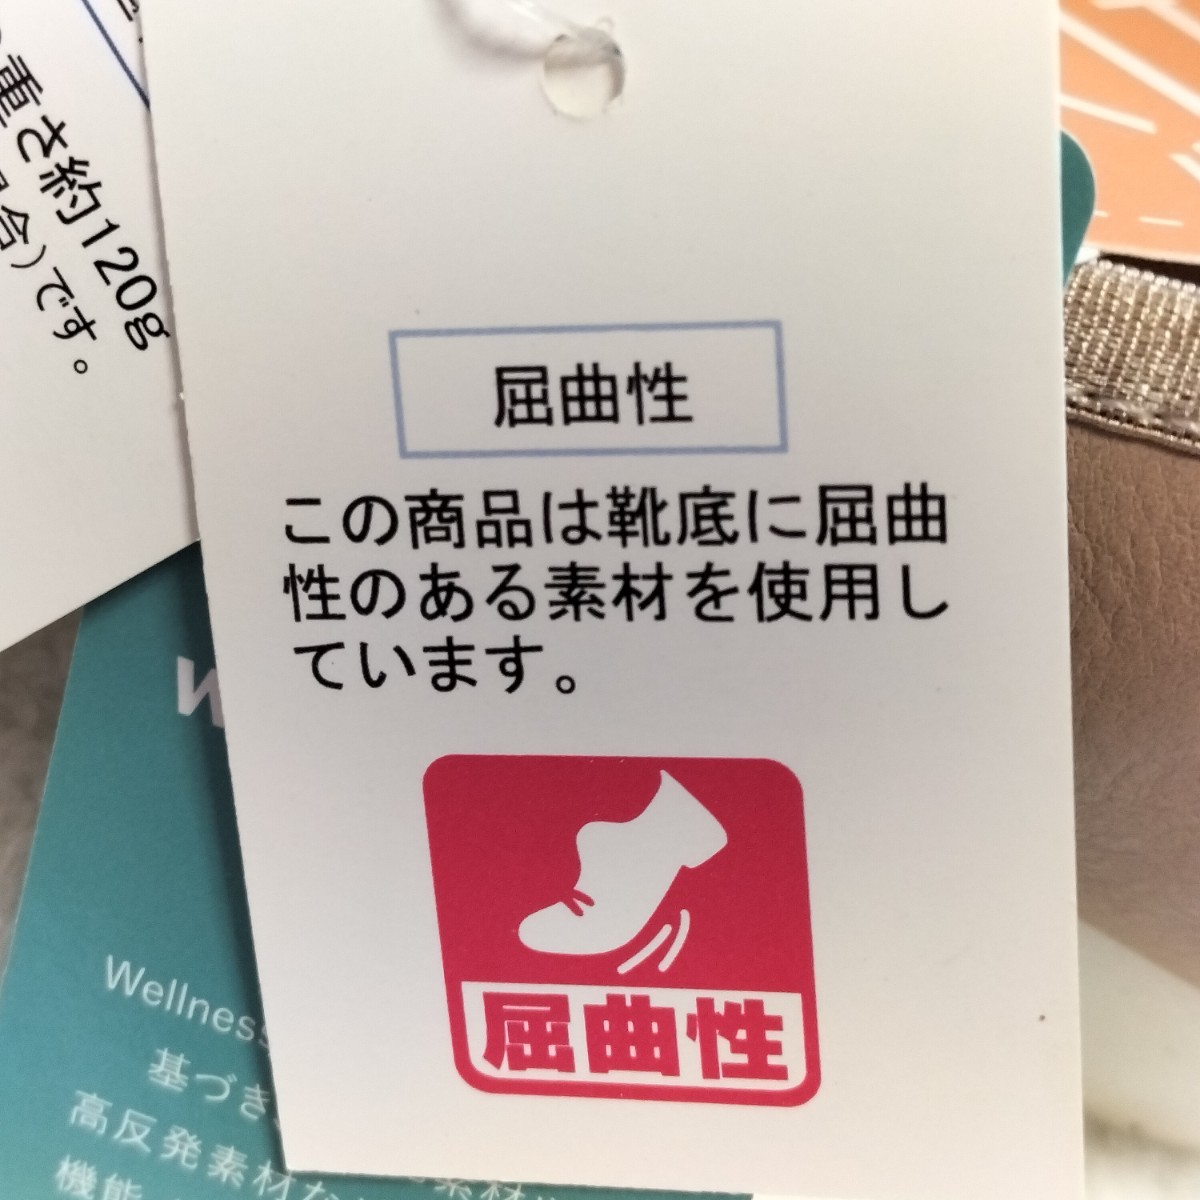 重さ約120g
合）です。
屈曲性
この商品は靴底に屈曲
性のある素材を使用し
ています。
屈曲性
W
Wellness
基づき
高反発素材な
機能